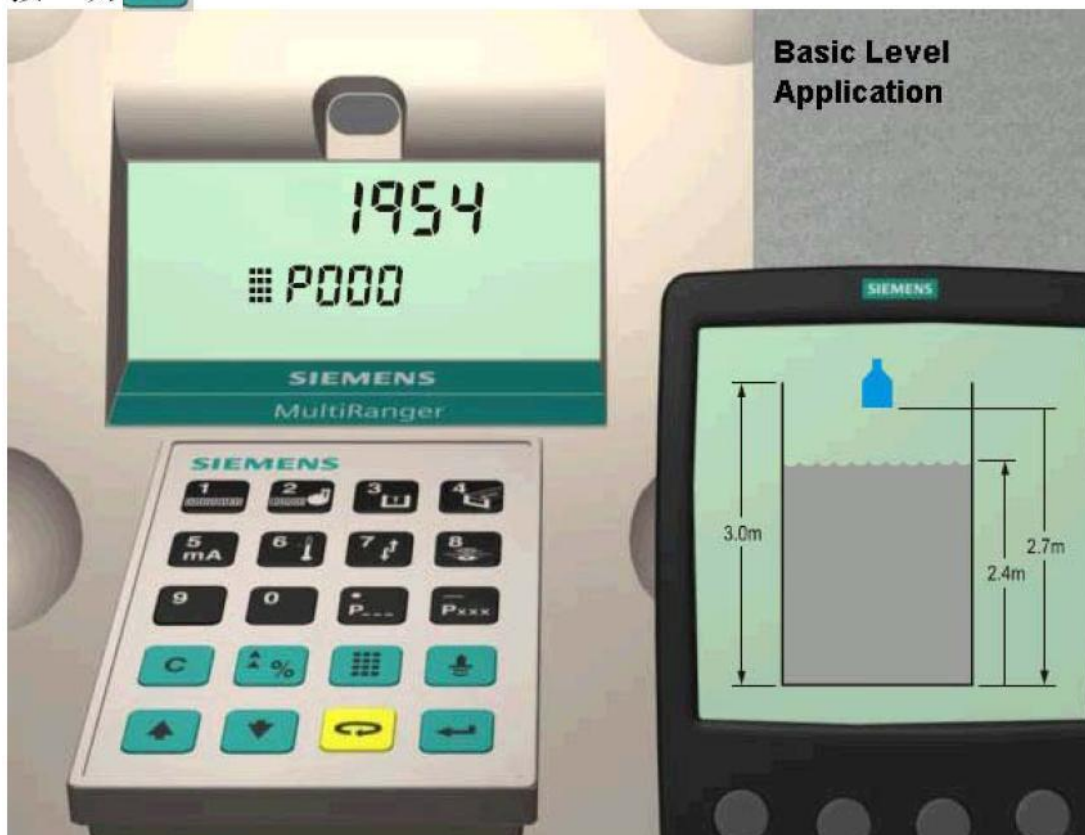 Basic Level
Application
1954
P000
SIEMENS
MultiRanger
SIEMENS
1 2 3 4
5 mA 6 7 8
9 0 P--- Pxxx
C %
SIEMENS
3.0m
2.7m
2.4m